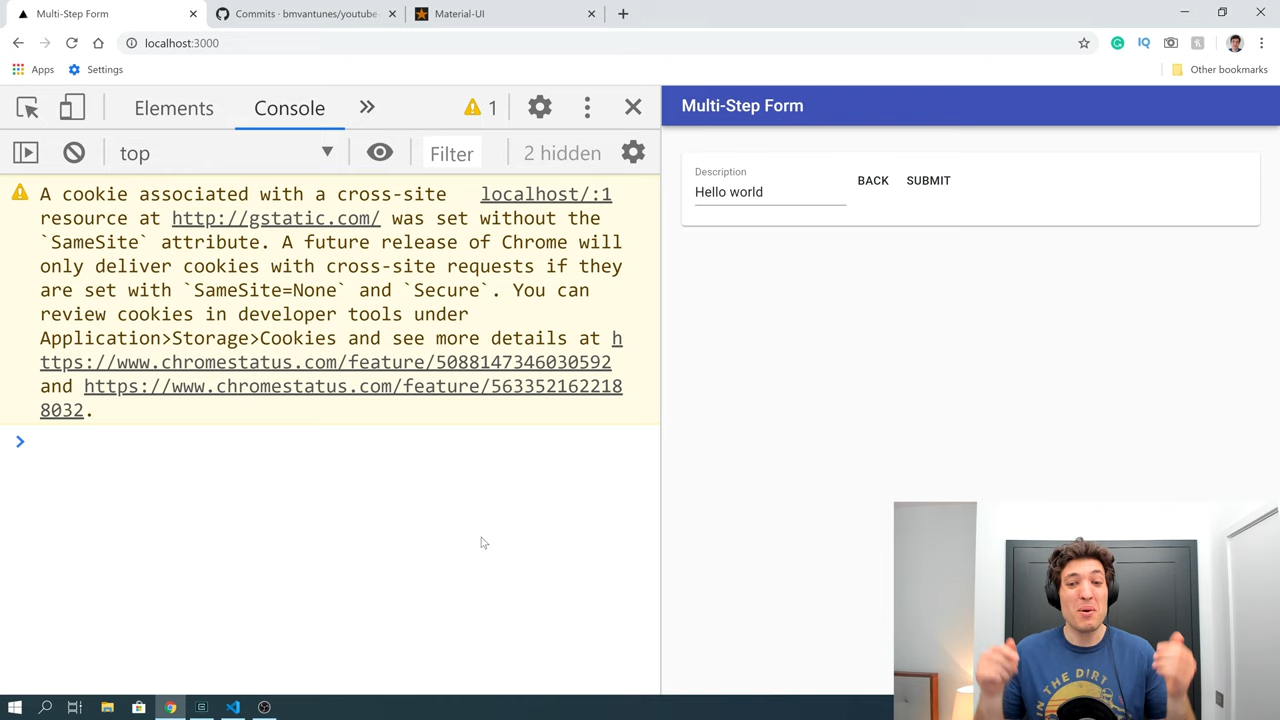 Multi-Step Form
Commits · bmvantunes/youtube-
Material-UI
localhost:3000
Apps
Settings
Other bookmarks
Elements
Console
1
top
Filter
2 hidden
A cookie associated with a cross-site localhost/:1
resource at http://gstatic.com/ was set without the
`SameSite` attribute. A future release of Chrome will
only deliver cookies with cross-site requests if they
are set with `SameSite=None` and `Secure`. You can
review cookies in developer tools under
Application>Storage>Cookies and see more details at h
ttps://www.chromestatus.com/feature/5088147346030592
and https://www.chromestatus.com/feature/563352162221
8032.
Multi-Step Form
Description
Hello world
BACK
SUBMIT
IN THE DIRT